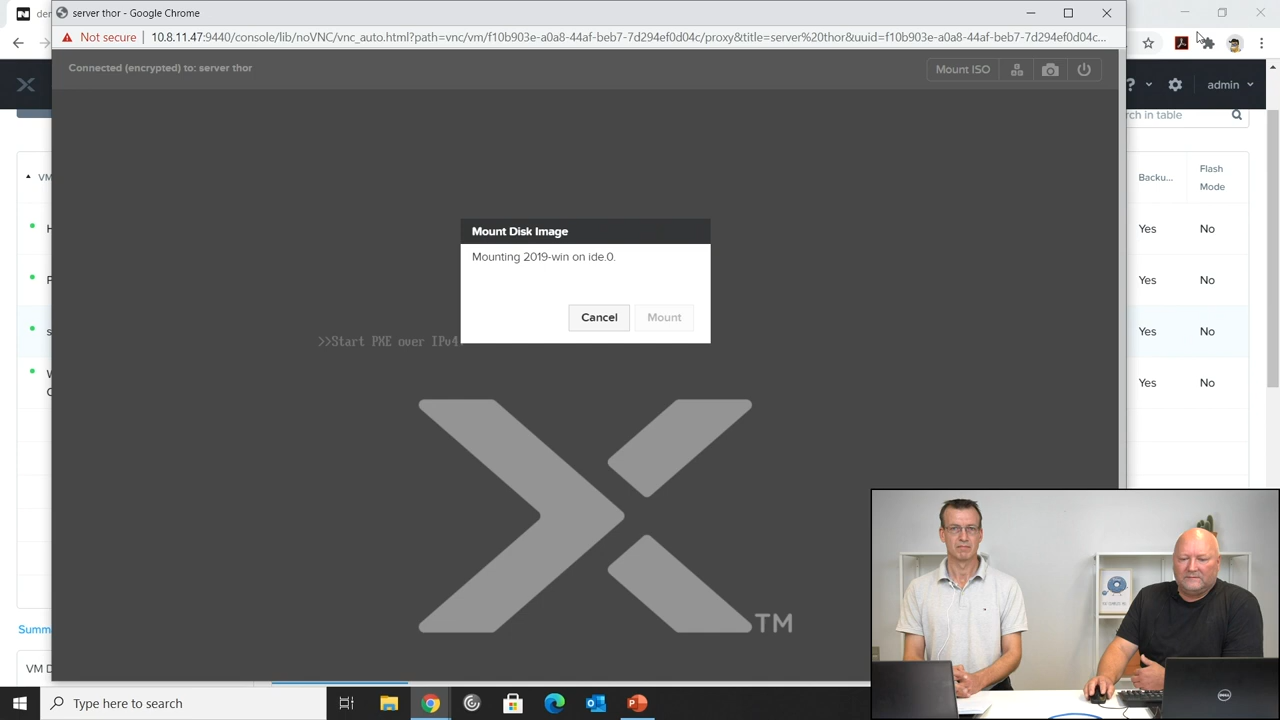 server thor - Google Chrome
Not secure 10.8.11.47:9440/console/lib/noVNC/vnc_auto.html?path=vnc/vm/f10b903e-a0a8-44af-beb7-7d294ef0d04c/proxy&title=server%20thor&uuid=f10b903e-a0a8-44af-beb7-7d294ef0d04c...
Connected (encrypted) to: server thor
Mount ISO
? admin
rch in table
Backu... Flash Mode
Yes No
Yes No
Yes No
Yes No
Mount Disk Image
Mounting 2019-win on ide.0.
Cancel Mount
>>Start PXE over IPv4
TM
VM
Summ
VM D
Type here to search
DELL